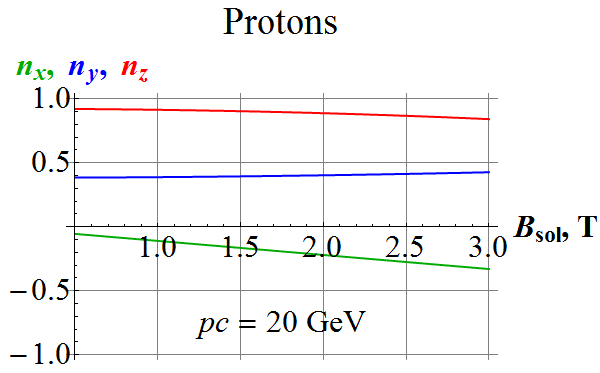 Protons
nx, ny, nz
1.0
0.5
Bsol, T
1.0 1.5 2.0 2.5 3.0
−0.5
pc = 20 GeV
−1.0